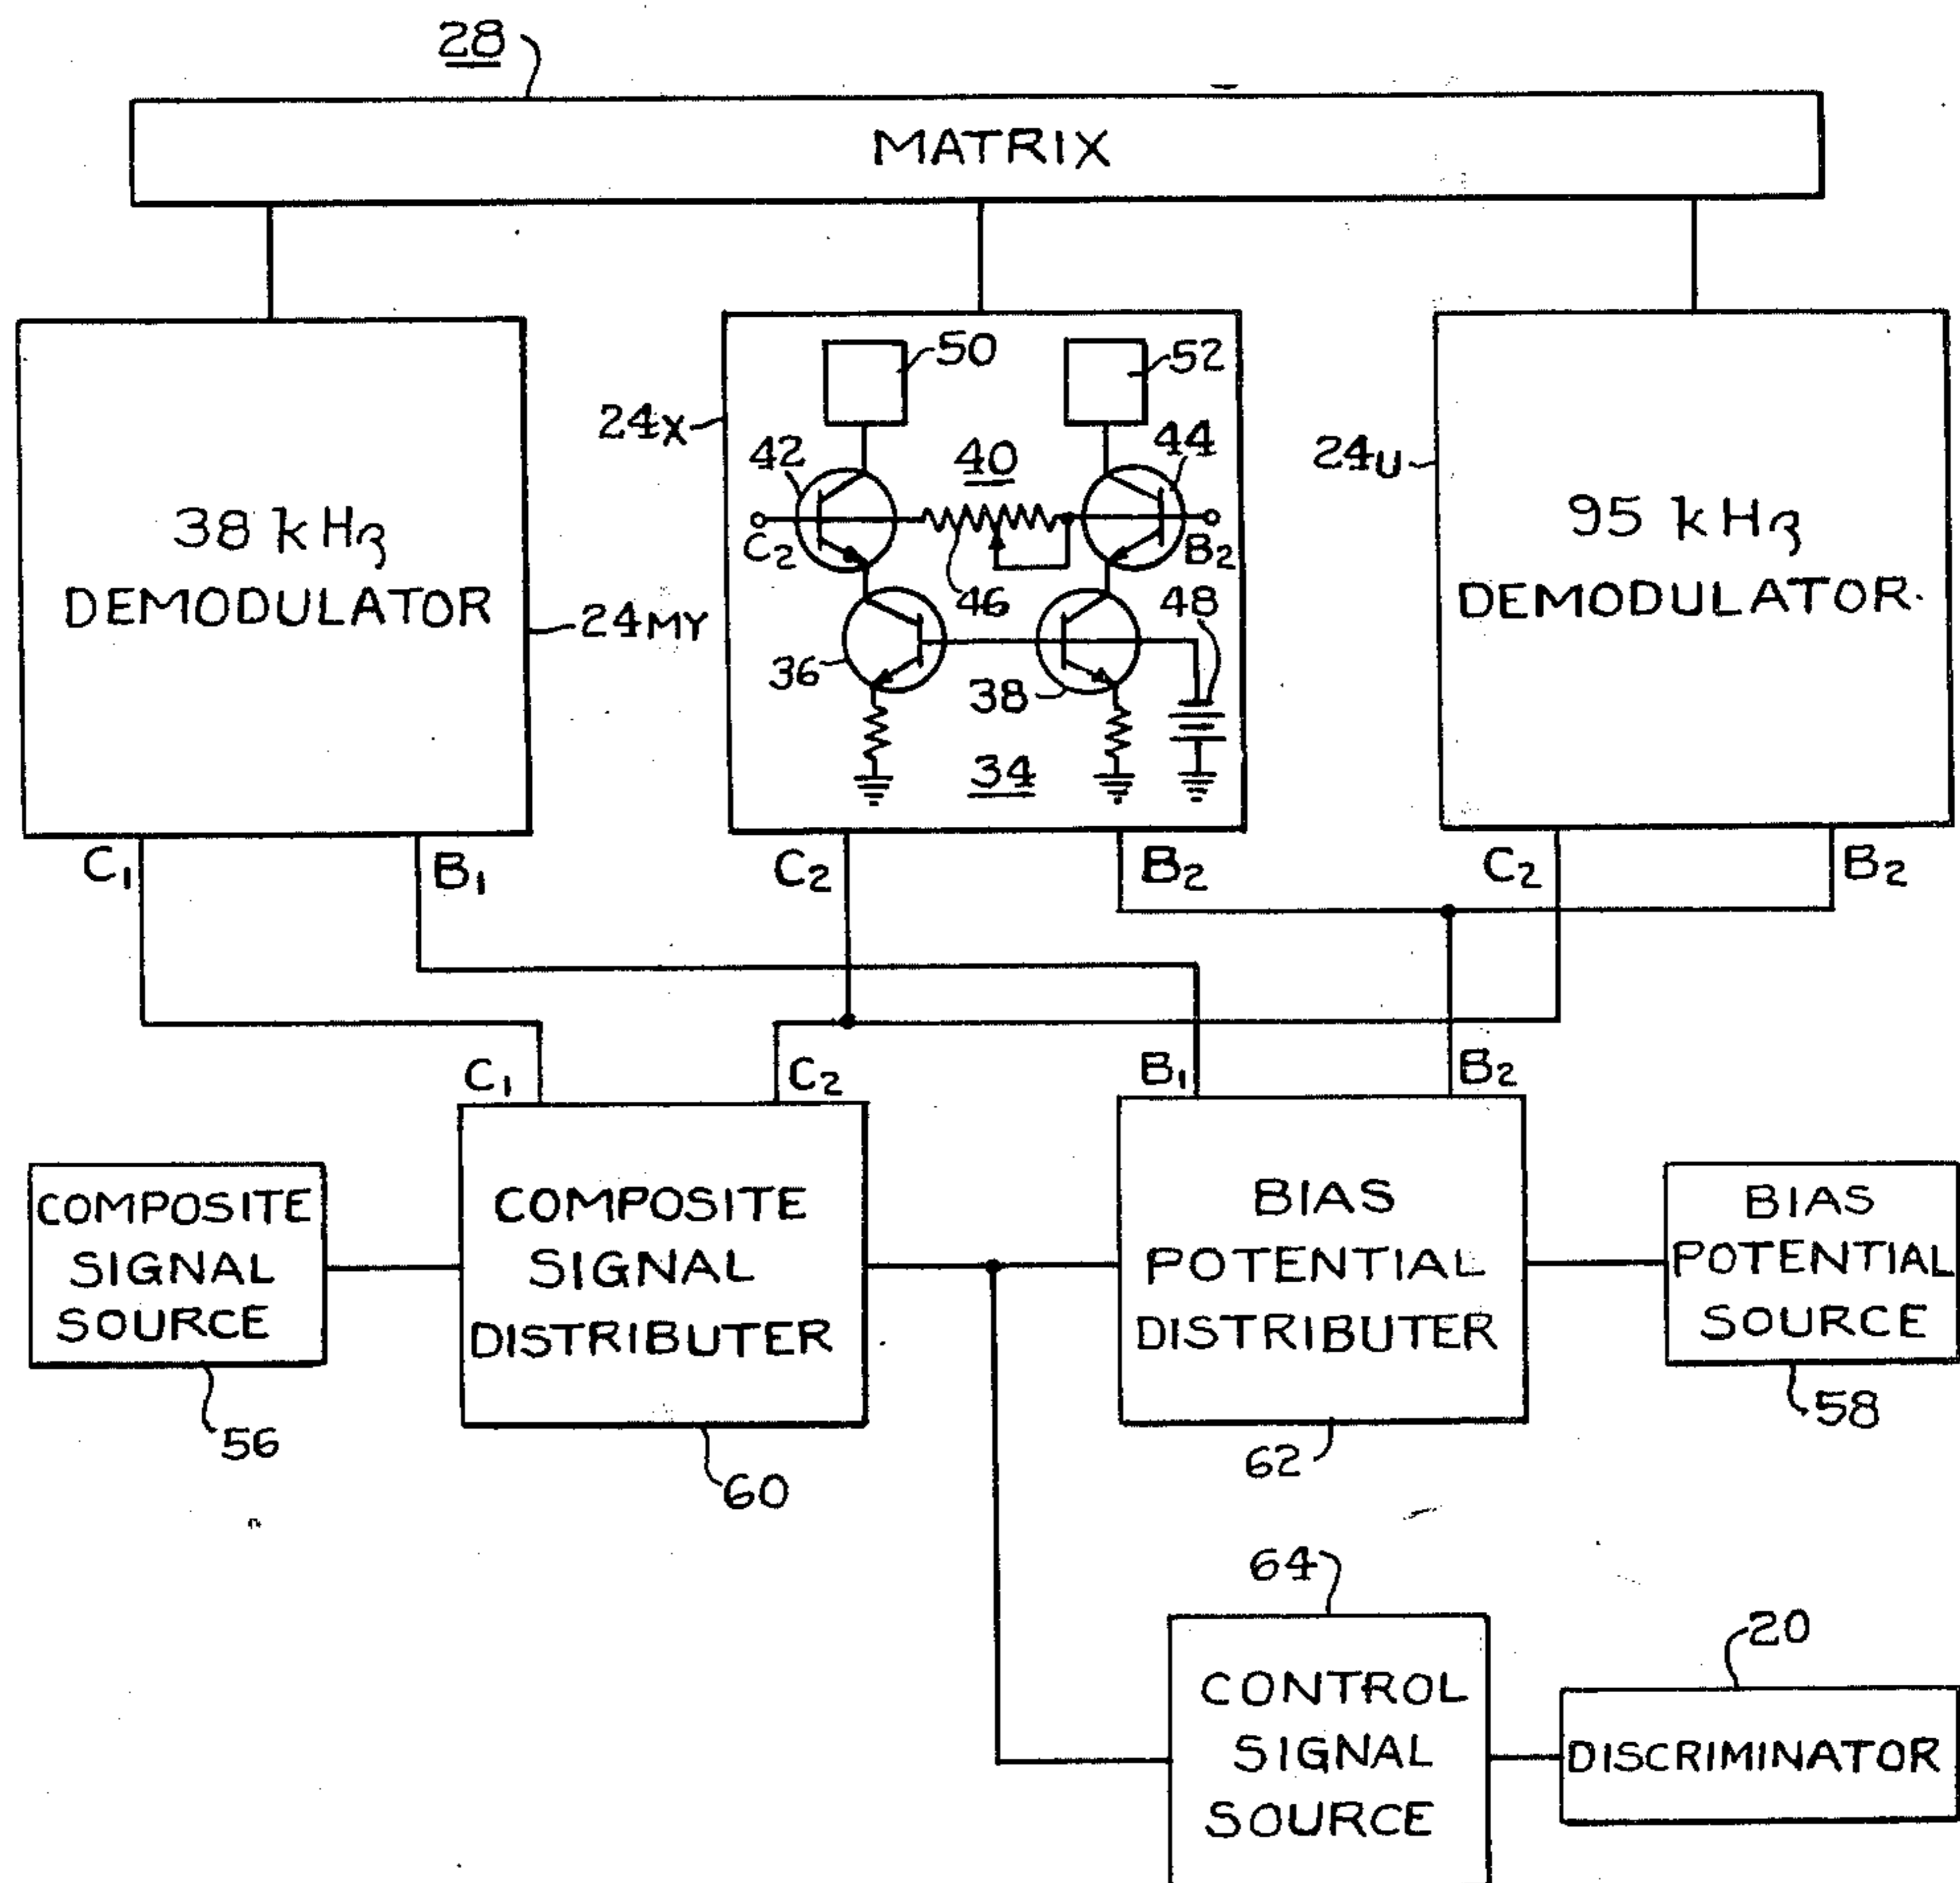 28
MATRIX
38 kHz
DEMODULATOR
24MY
24X
50
52
42
40
44
C2
46
B2
48
36
38
34
24U
95 kHz
DEMODULATOR
C1
B1
C2
B2
C2
B2
C1
C2
B1
B2
COMPOSITE
SIGNAL
SOURCE
56
COMPOSITE
SIGNAL
DISTRIBUTER
60
BIAS
POTENTIAL
DISTRIBUTER
62
BIAS
POTENTIAL
SOURCE
58
64
CONTROL
SIGNAL
SOURCE
20
DISCRIMINATOR